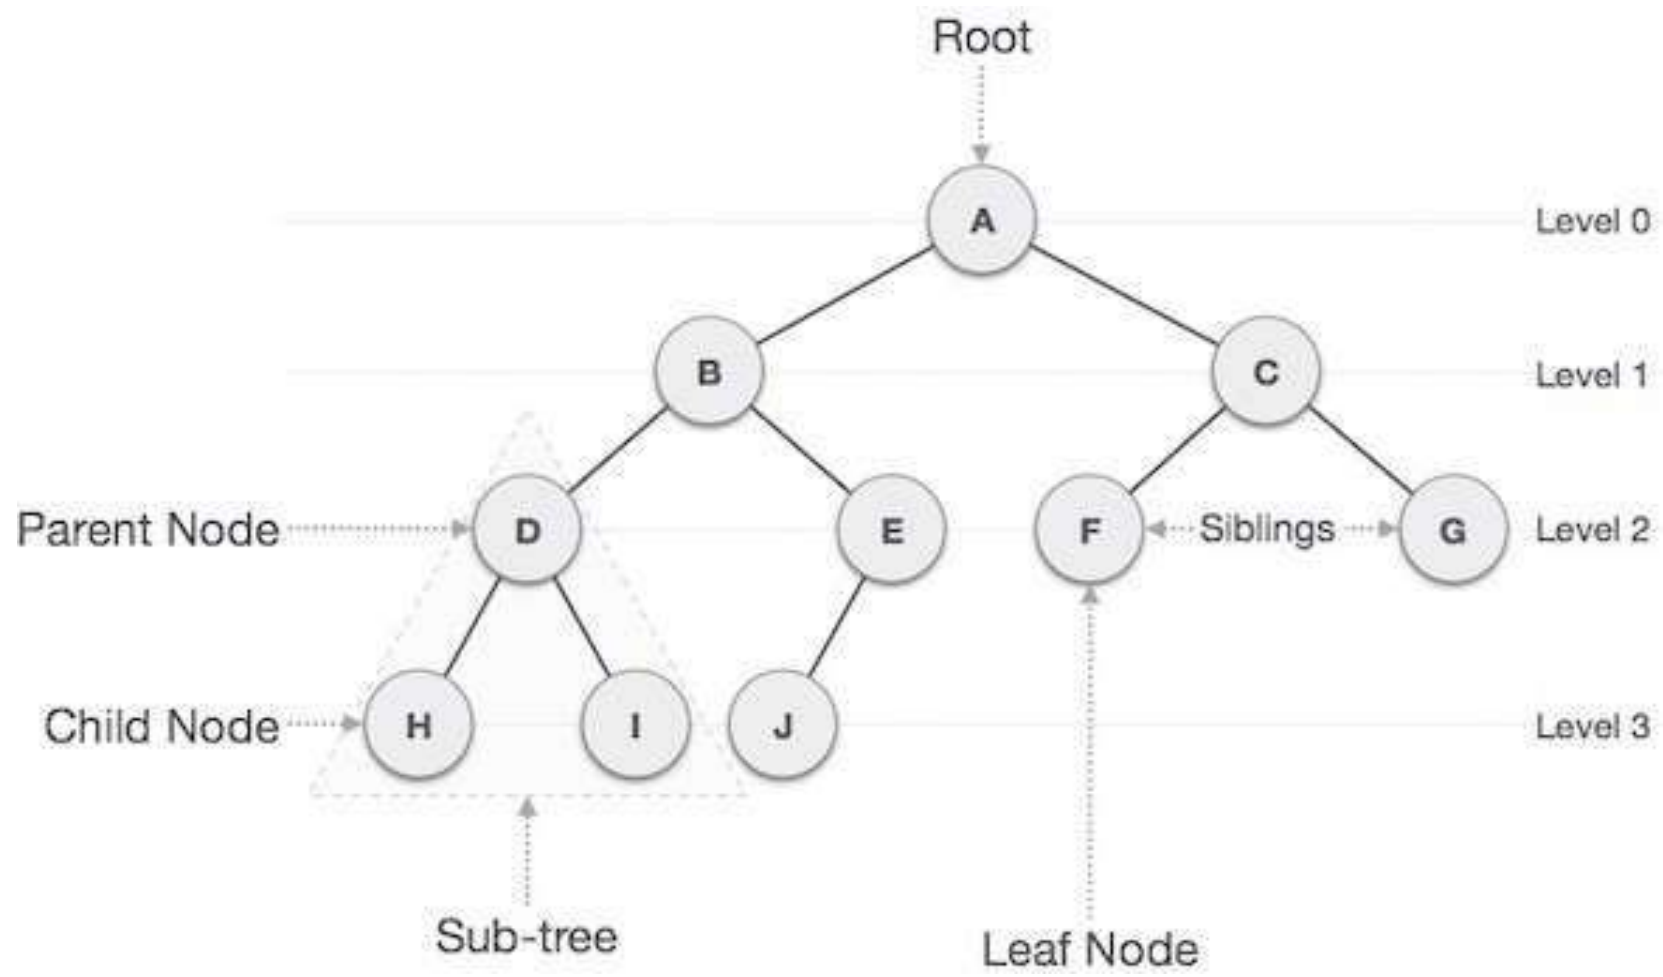 Root
A
Level 0
B
C
Level 1
Parent Node
D
E
F
Siblings
G
Level 2
Child Node
H
I
J
Level 3
Sub-tree
Leaf Node